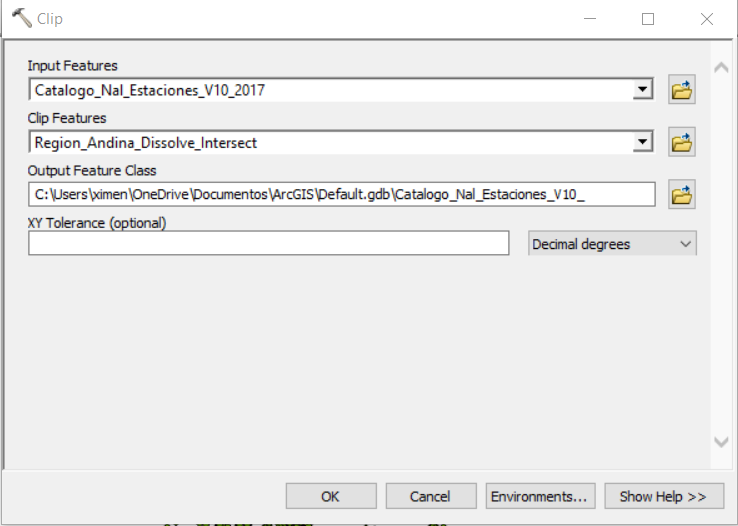 Clip
Input Features
Catalogo_Nal_Estaciones_V10_2017
Clip Features
Region_Andina_Dissolve_Intersect
Output Feature Class
C:\Users\ximen\OneDrive\Documentos\ArcGIS\Default.gdb\Catalogo_Nal_Estaciones_V10_
XY Tolerance (optional)
Decimal degrees
OK Cancel Environments... Show Help >>